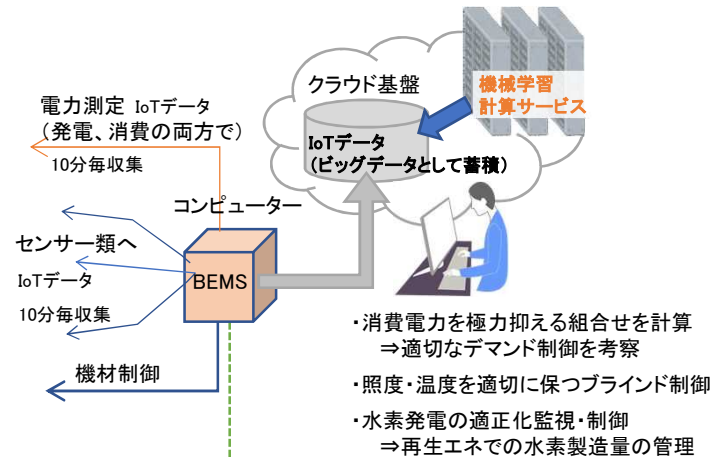 クラウド基盤
機械学習
計算サービス
電力測定 IoTデータ
(発電、消費の両方で)
10分毎収集
IoTデータ
(ビッグデータとして蓄積)
コンピューター
センサー類へ
IoTデータ
10分毎収集
BEMS
機材制御
・消費電力を極力抑える組合せを計算
⇒適切なデマンド制御を考察
・照度・温度を適切に保つブラインド制御
・水素発電の適正化監視・制御
⇒再生エネでの水素製造量の管理